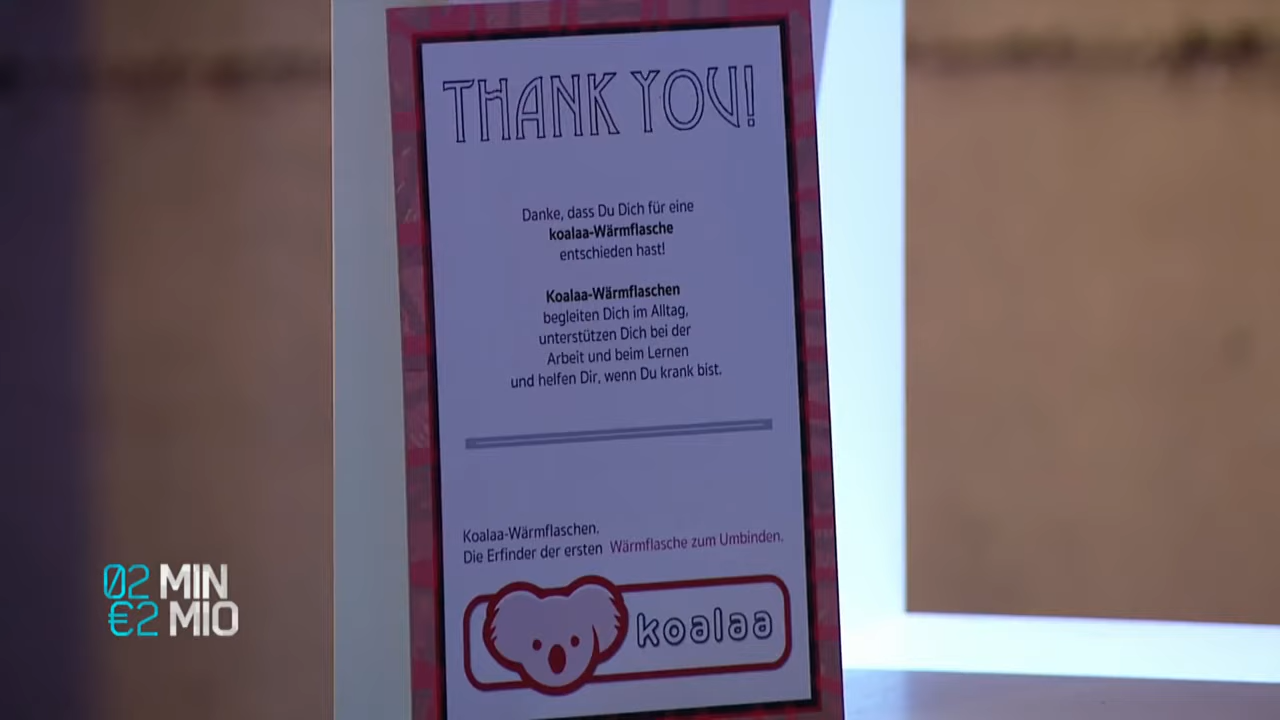 THANK YOU!
Danke, dass Du Dich für eine
koalaa-Wärmflasche
entschieden hast!
Koalaa-Wärmflaschen
begleiten Dich im Alltag,
unterstützen Dich bei der
Arbeit und beim Lernen
und helfen Dir, wenn Du krank bist.
Koalaa-Wärmflaschen.
Die Erfinder der ersten Wärmflasche zum Umbinden.
koalaa
02 MIN
€2 MIO